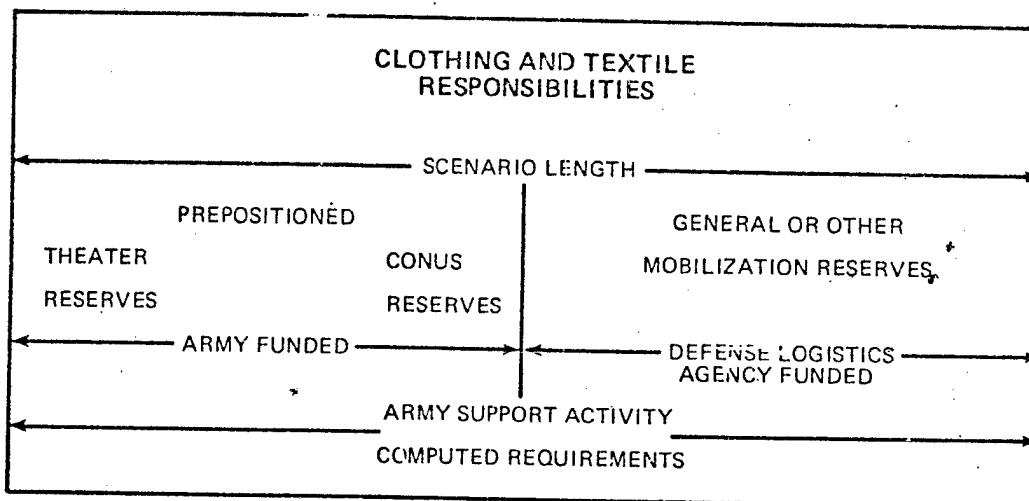 CLOTHING AND TEXTILE
RESPONSIBILITIES
SCENARIO LENGTH
PREPOSITIONED
THEATER
RESERVES
CONUS
RESERVES
GENERAL OR OTHER
MOBILIZATION RESERVES
ARMY FUNDED
DEFENSE LOGISTICS
AGENCY FUNDED
ARMY SUPPORT ACTIVITY
COMPUTED REQUIREMENTS